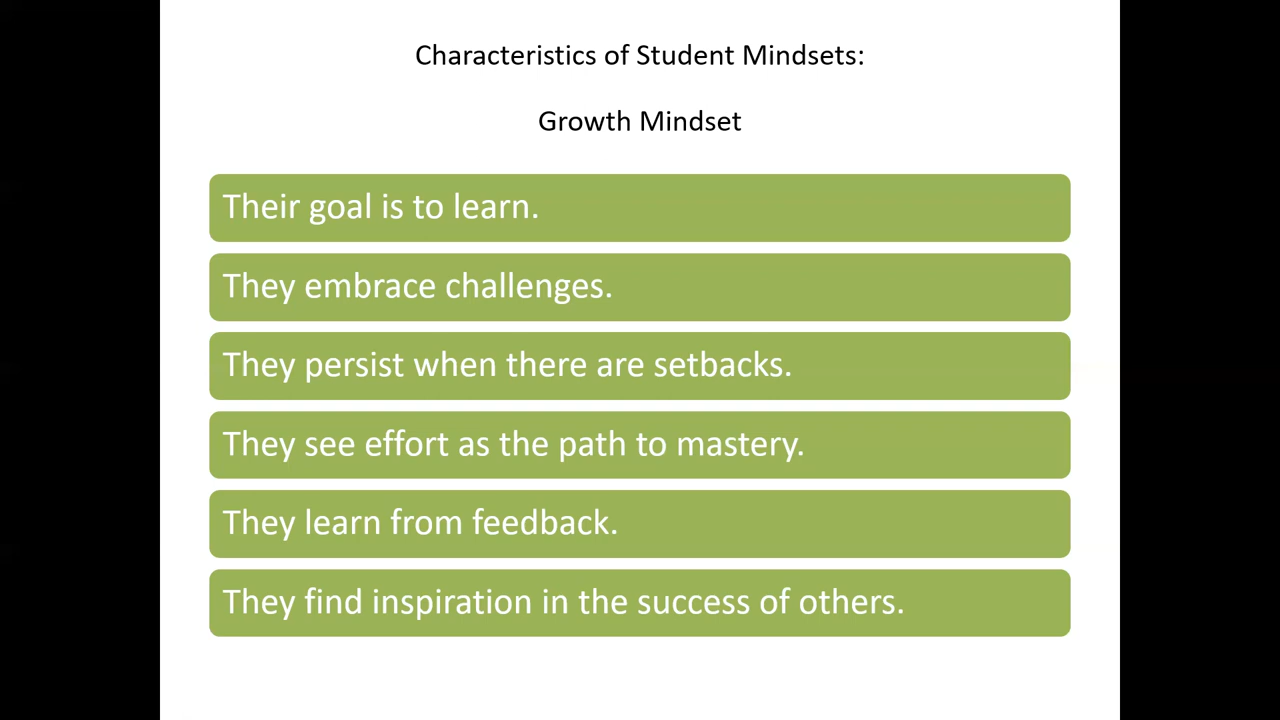 Characteristics of Student Mindsets:
Growth Mindset
Their goal is to learn.
They embrace challenges.
They persist when there are setbacks.
They see effort as the path to mastery.
They learn from feedback.
They find inspiration in the success of others.